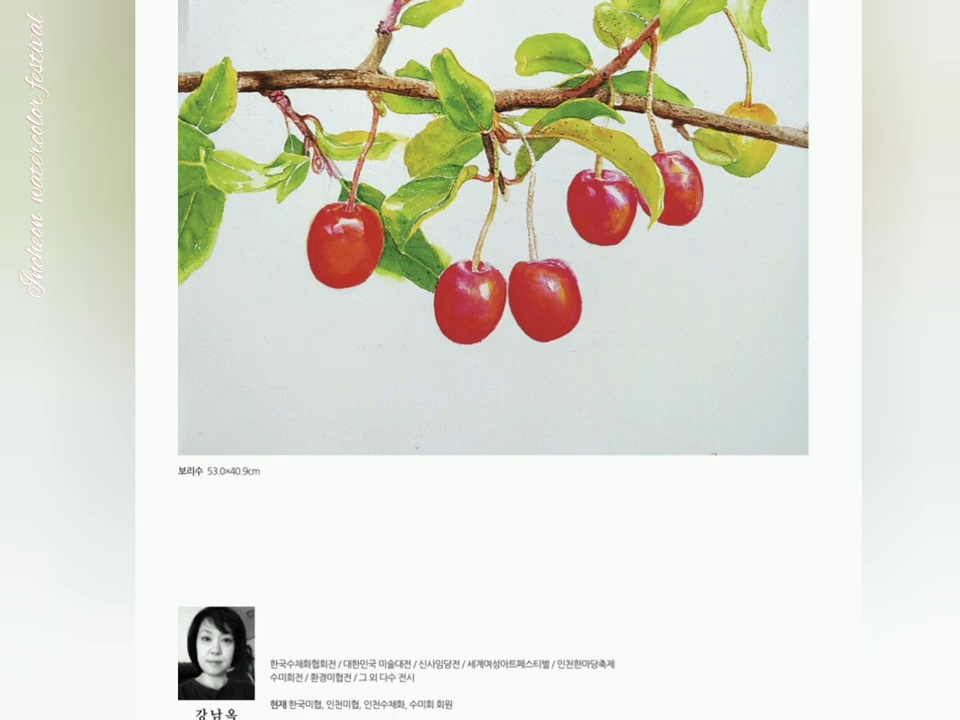 Incheon watercolor festival
보리수 53.0×40.9cm
한국수채화협회전 / 대한민국 미술대전 / 신사임당전 / 세계여성아트페스티벌 / 인천한마당축제
수미회전 / 환경미협전 / 그 외 다수 전시
현재 한국미협, 인천미협, 인천수채화, 수미회 회원
강남옥